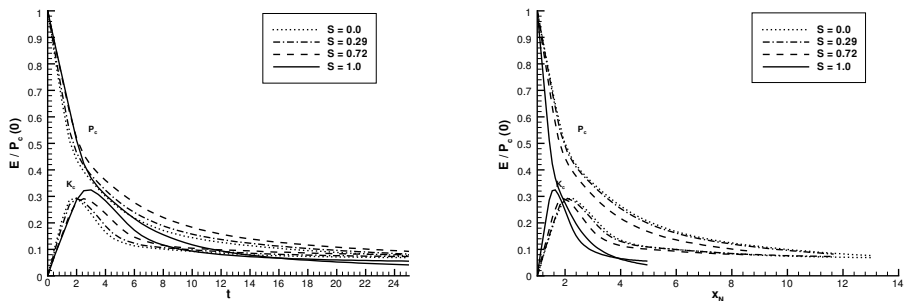 E / P_c (0)
1
0.9
0.8
0.7
0.6
0.5
0.4
0.3
0.2
0.1
0
S = 0.0
S = 0.29
S = 0.72
S = 1.0
P_c
K_c
0 2 4 6 8 10 12 14 16 18 20 22 24
t
E / P_c (0)
1
0.9
0.8
0.7
0.6
0.5
0.4
0.3
0.2
0.1
0
S = 0.0
S = 0.29
S = 0.72
S = 1.0
P_c
K_c
2 4 6 8 10 12 14
x_N